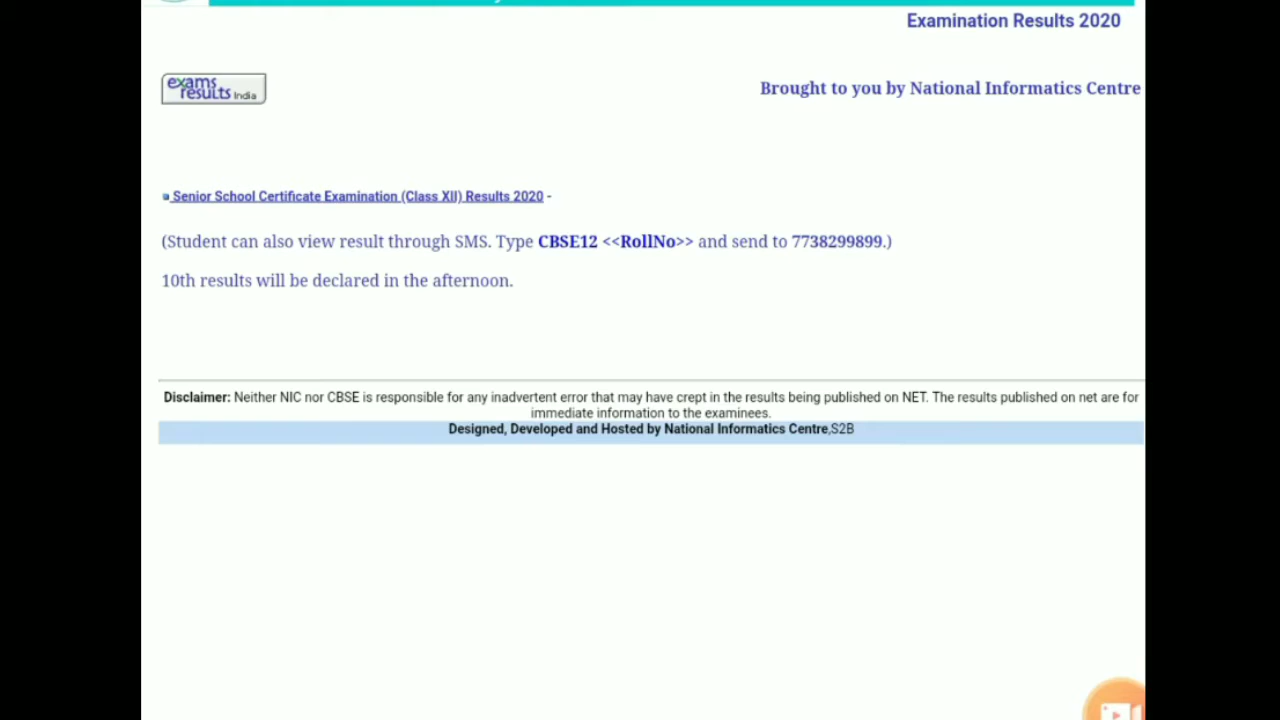 Examination Results 2020
exams
results India
Brought to you by National Informatics Centre
Senior School Certificate Examination (Class XII) Results 2020 -
(Student can also view result through SMS. Type CBSE12 <<RollNo>> and send to 7738299899.)
10th results will be declared in the afternoon.
Disclaimer: Neither NIC nor CBSE is responsible for any inadvertent error that may have crept in the results being published on NET. The results published on net are for
immediate information to the examinees.
Designed, Developed and Hosted by National Informatics Centre,S2B